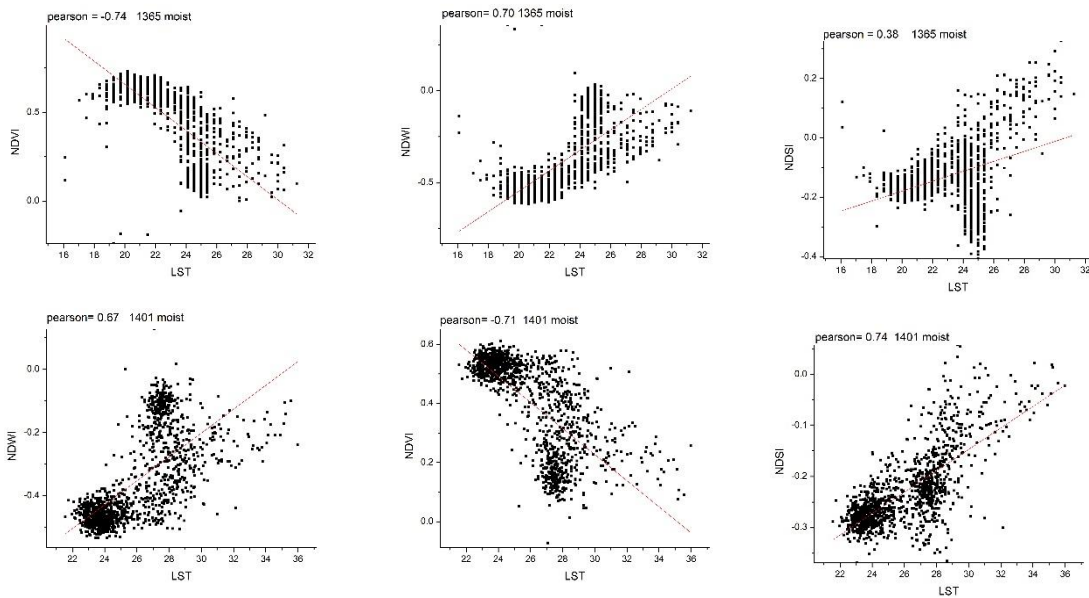 pearson = -0.74 1365 moist
NDVI
0.5
0.0
16 18 20 22 24 26 28 30 32
LST
pearson= 0.70 1365 moist
NDWI
0.0
-0.5
16 18 20 22 24 26 28 30 32
LST
pearson = 0.38 1365 moist
NDSI
0.2
0.0
-0.2
-0.4
16 18 20 22 24 26 28 30 32
LST
pearson= 0.67 1401 moist
NDWI
0.0
-0.2
-0.4
22 24 26 28 30 32 34 36
LST
pearson= -0.71 1401 moist
NDVI
0.6
0.4
0.2
0.0
22 24 26 28 30 32 34 36
LST
pearson= 0.74 1401 moist
NDSI
0.0
-0.1
-0.2
-0.3
22 24 26 28 30 32 34 36
LST